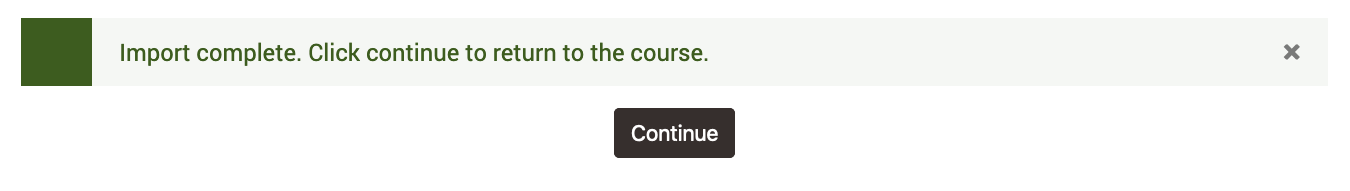 Import complete. Click continue to return to the course.
Continue